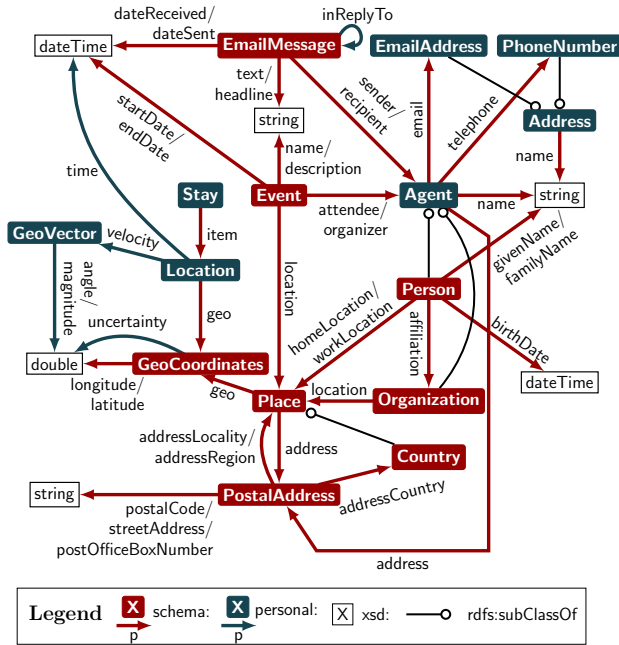 dateReceived/
dateSent
inReplyTo
dateTime
EmailMessage
EmailAddress
PhoneNumber
text/
headline
sender/
recipient
email
telephone
startDate/
endDate
string
Address
name/
description
name
time
Stay
Event
attendee/
organizer
Agent
name
string
GeoVector
velocity
item
givenName/
familyName
Location
location
Person
angle/
magnitude
uncertainty
geo
homeLocation/
workLocation
affiliation
birthDate
double
GeoCoordinates
longitude/
latitude
geo
Place
location
Organization
dateTime
addressLocality/
addressRegion
address
Country
string
PostalAddress
addressCountry
postalCode/
streetAddress/
postOfficeBoxNumber
address
Legend
X
p
schema:
X
p
personal:
X
xsd:
rdfs:subClassOf